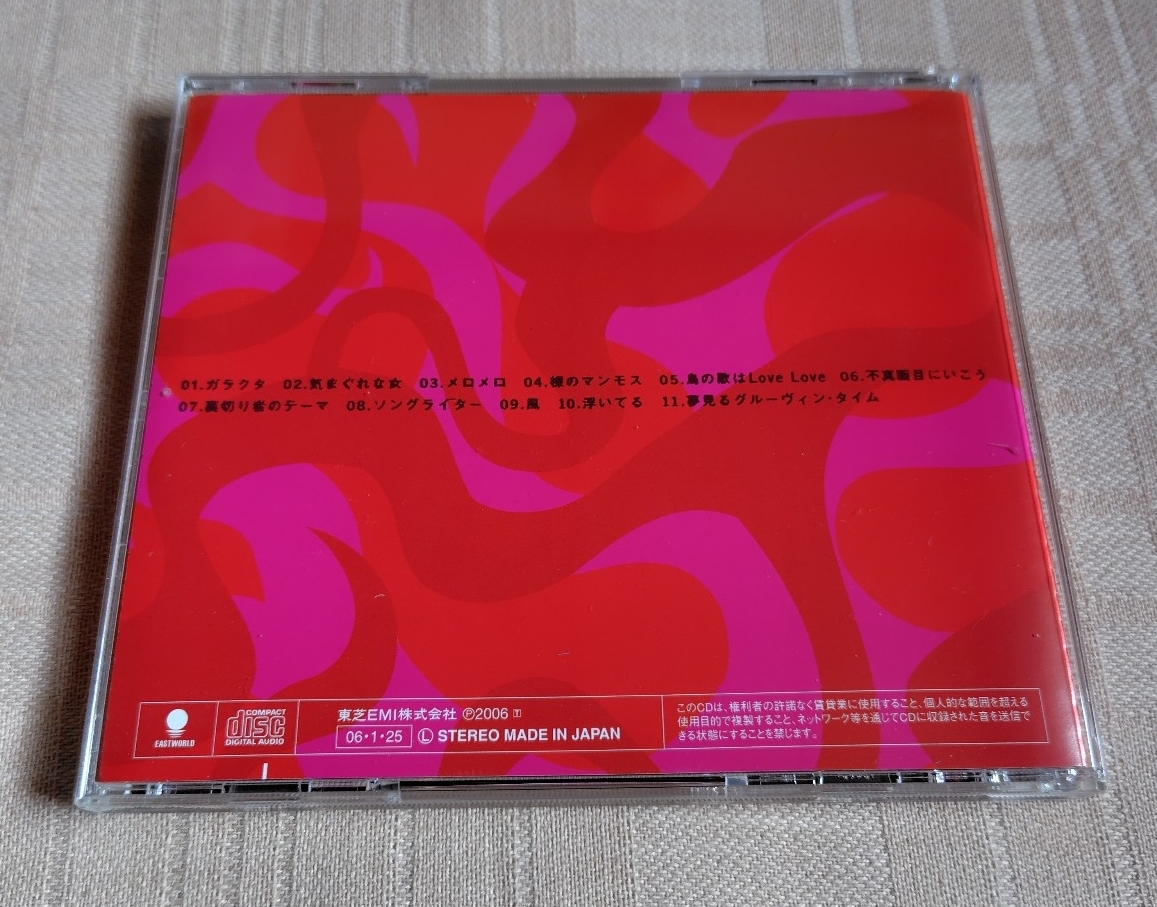 01.ガラクタ 02.気まぐれな女 03.メロメロ 04.裸のマンモス 05.鳥の歌はLove Love 06.不真面目にいこう
07.裏切り者のテーマ 08.ソングライター 09.風 10.浮いてる 11.夢見るグルーヴィン・タイム
EASTWORLD
COMPACT
disc
DIGITAL AUDIO
東芝EMI株式会社 ℗2006 🅃
06・1・25 Ⓛ STEREO MADE IN JAPAN
このCDは、権利者の許諾なく賃貸業に使用すること、個人的な範囲を超える
使用目的で複製すること、ネットワーク等を通じてCDに収録された音を送信で
きる状態にすることを禁じます。